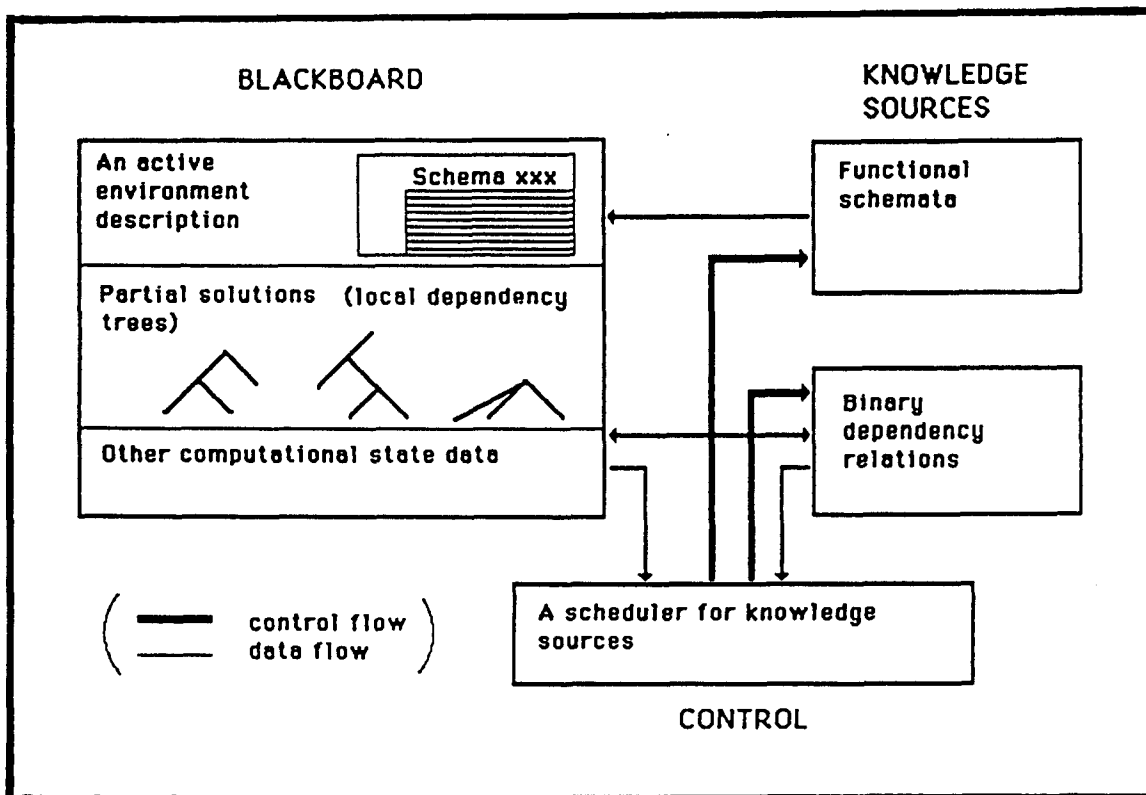 BLACKBOARD
KNOWLEDGE
SOURCES
An active
environment
description
Schema xxx
Functional
schemata
Partial solutions (local dependency
trees)
Binary
dependency
relations
Other computational state data
A scheduler for knowledge
sources
control flow
data flow
CONTROL